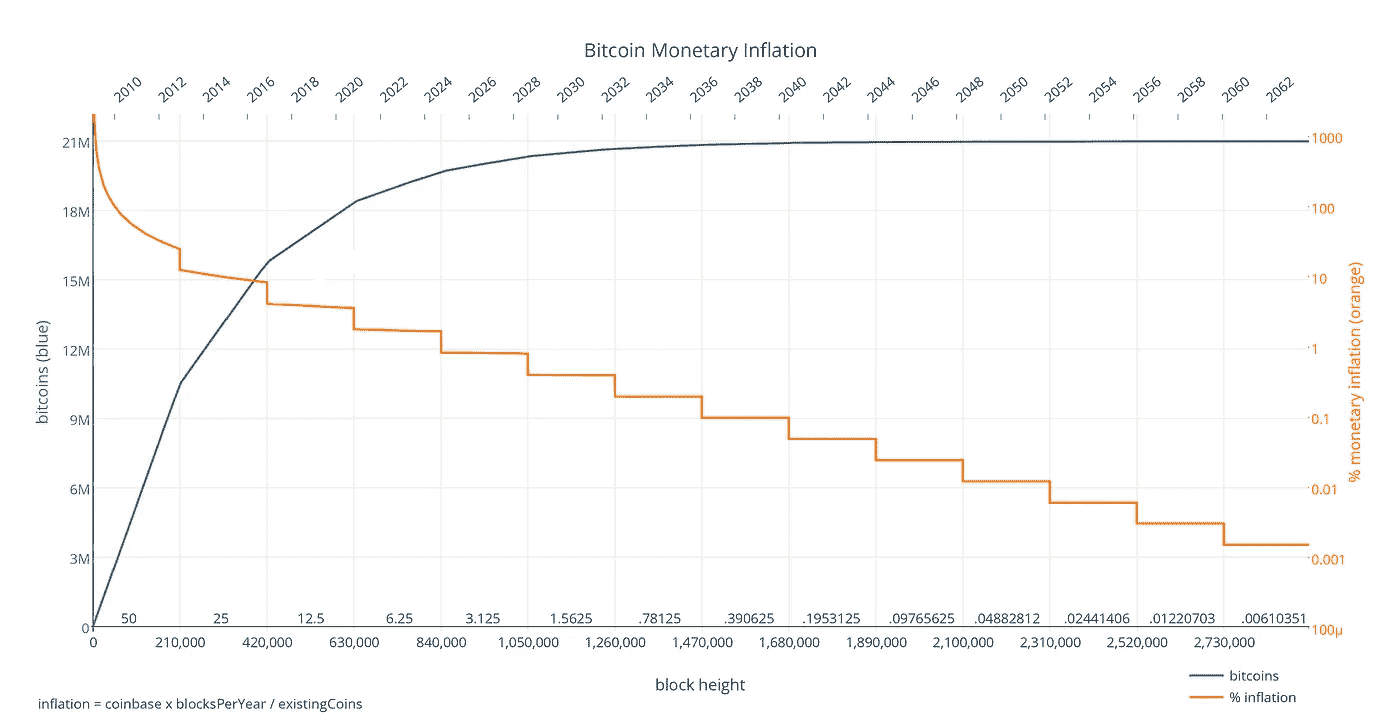 Bitcoin Monetary Inflation
2010 2012 2014 2016 2018 2020 2022 2024 2026 2028 2030 2032 2034 2036 2038 2040 2042 2044 2046 2048 2050 2052 2054 2056 2058 2060 2062
21M
18M
15M
12M
9M
6M
3M
0
bitcoins (blue)
1000
100
10
1
0.1
0.01
0.001
100μ
% monetary inflation (orange)
50 25 12.5 6.25 3.125 1.5625 .78125 .390625 .1953125 .09765625 .04882812 .02441406 .01220703 .00610351
0 210,000 420,000 630,000 840,000 1,050,000 1,260,000 1,470,000 1,680,000 1,890,000 2,100,000 2,310,000 2,520,000 2,730,000
block height
bitcoins
% inflation
inflation = coinbase x blocksPerYear / existingCoins